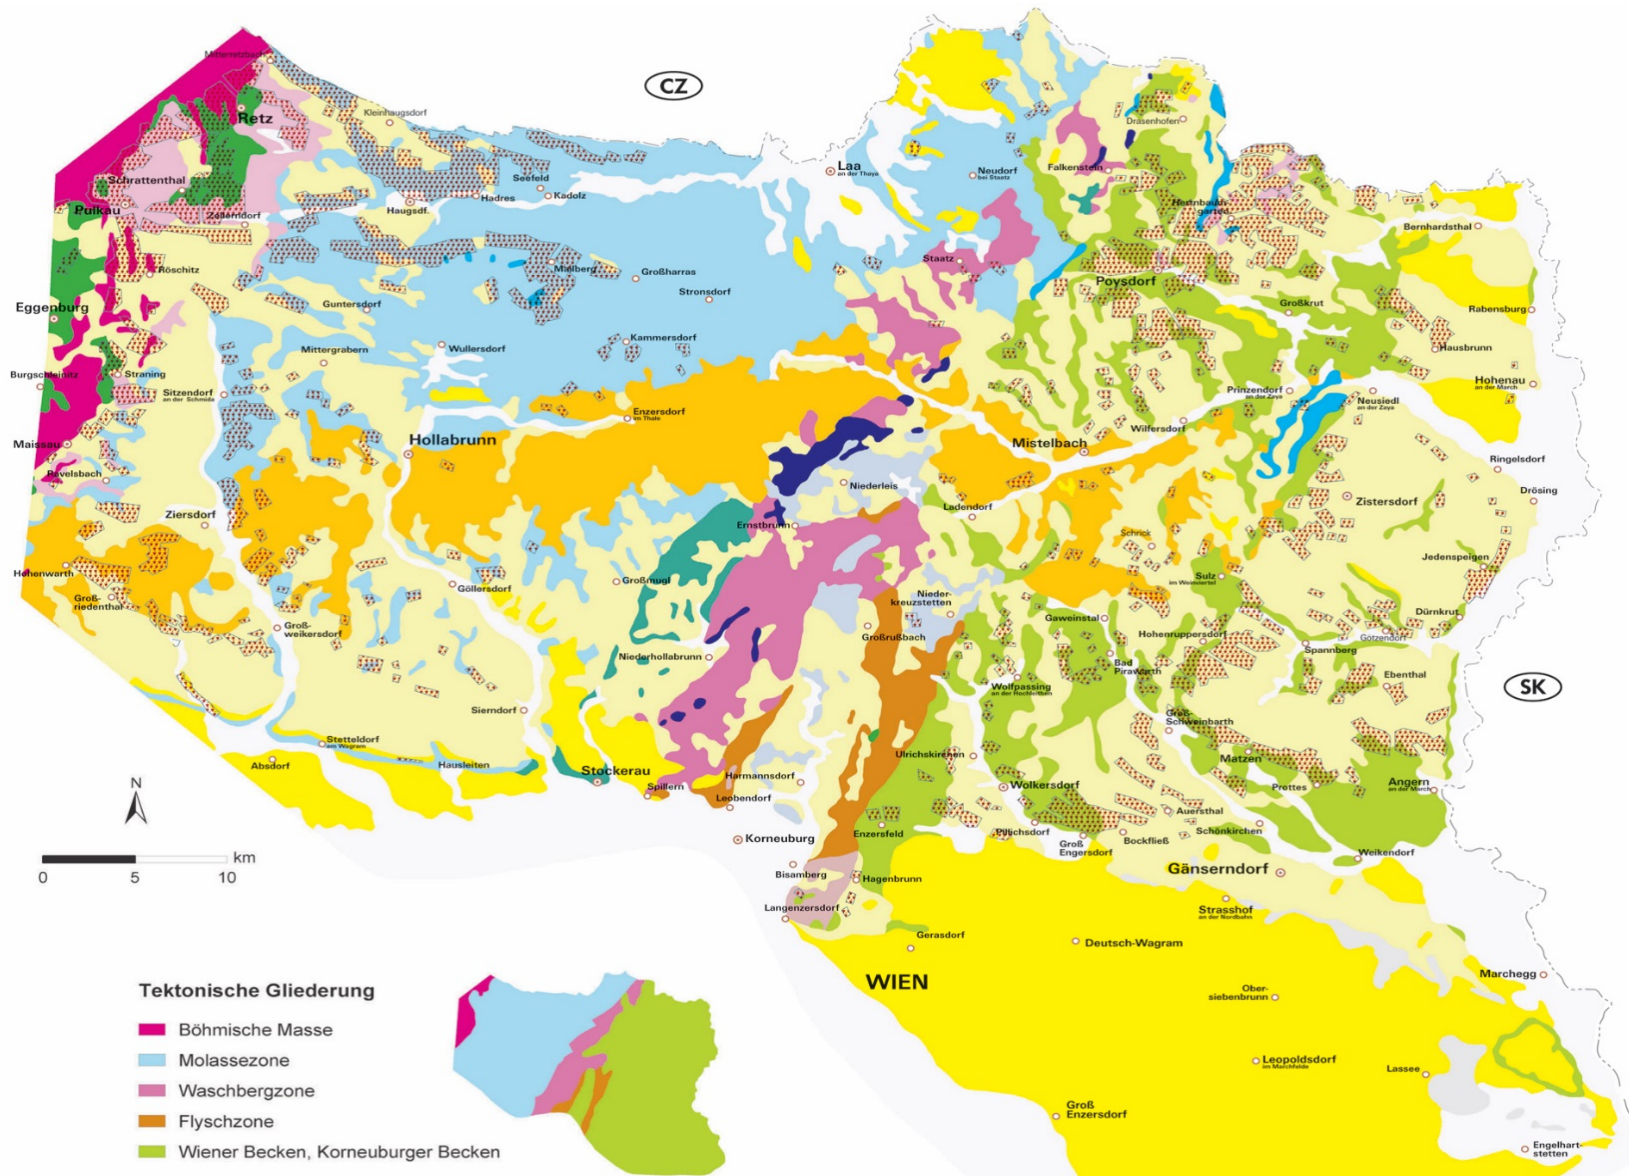 Mitterretzbach
CZ
Kleinhaugsdorf
Retz
Drasenhofen
Laa
an der Thaya
Neudorf
bei Staatz
Falkenstein
Schrattenthal
Seefeld
Kadolz
Hadres
Haugsdf.
Pulkau
Zellerndorf
Herrnbaum-
garten
Bernhardsthal
Staatz
Röschitz
Mailberg
Großharras
Stronsdorf
Poysdorf
Guntersdorf
Großkrut
Rabensburg
Eggenburg
Kammersdorf
Wullersdorf
Mittergrabern
Hausbrunn
Burgschleinitz
Straning
Sitzendorf
an der Schmida
Prinzendorf
an der Zaya
Hohenau
an der March
Neusiedl
an der Zaya
Enzersdorf
im Thale
Wilfersdorf
Hollabrunn
Mistelbach
Maissau
Ravelsbach
Ringelsdorf
Niederleis
Zistersdorf
Drösing
Ladendorf
Ziersdorf
Ernstbrunn
Schrick
Jedenspeigen
Hohenwarth
Großmugl
Göllersdorf
Sulz
im Weinviertel
Groß-
riedenthal
Nieder-
kreuzstetten
Dürnkrut
Gaweinstal
Groß-
weikersdorf
Großrußbach
Hohenruppersdorf
Götzendorf
Spannberg
Niederhollabrunn
Bad
Pirawarth
Ebenthal
Wolfpassing
an der Hochleithen
SK
Sierndorf
Groß-
Schweinbarth
Stetteldorf
am Wagram
Absdorf
Hausleiten
Ulrichskirchen
Matzen
Stockerau
Harmannsdorf
Spillern
Leobendorf
Wolkersdorf
Prottes
Angern
an der March
N
Auersthal
Enzersfeld
Pillichsdorf
Schönkirchen
Korneuburg
Groß
Engersdorf
Bockfließ
Weikendorf
km
0 5 10
Bisamberg
Hagenbrunn
Gänserndorf
Langenzersdorf
Strasshof
an der Nordbahn
Gerasdorf
Deutsch-Wagram
WIEN
Marchegg
Ober-
siebenbrunn
Leopoldsdorf
im Marchfelde
Lassee
Groß
Enzersdorf
Engelhart-
stetten
Tektonische Gliederung
Böhmische Masse
Molassezone
Waschbergzone
Flyschzone
Wiener Becken, Korneuburger Becken